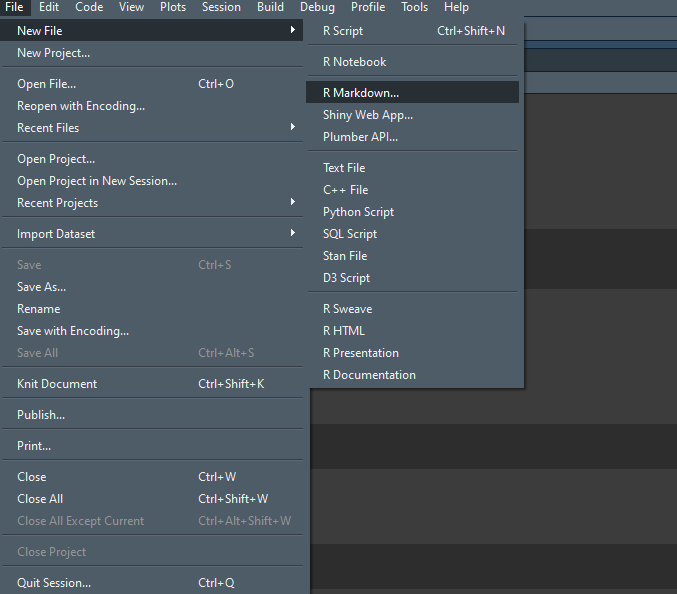 File Edit Code View Plots Session Build Debug Profile Tools Help
New File
New Project...
Open File... Ctrl+O
Reopen with Encoding...
Recent Files
Open Project...
Open Project in New Session...
Recent Projects
Import Dataset
Save Ctrl+S
Save As...
Rename
Save with Encoding...
Save All Ctrl+Alt+S
Knit Document Ctrl+Shift+K
Publish...
Print...
Close Ctrl+W
Close All Ctrl+Shift+W
Close All Except Current Ctrl+Alt+Shift+W
Close Project
Quit Session... Ctrl+Q
R Script Ctrl+Shift+N
R Notebook
R Markdown...
Shiny Web App...
Plumber API...
Text File
C++ File
Python Script
SQL Script
Stan File
D3 Script
R Sweave
R HTML
R Presentation
R Documentation